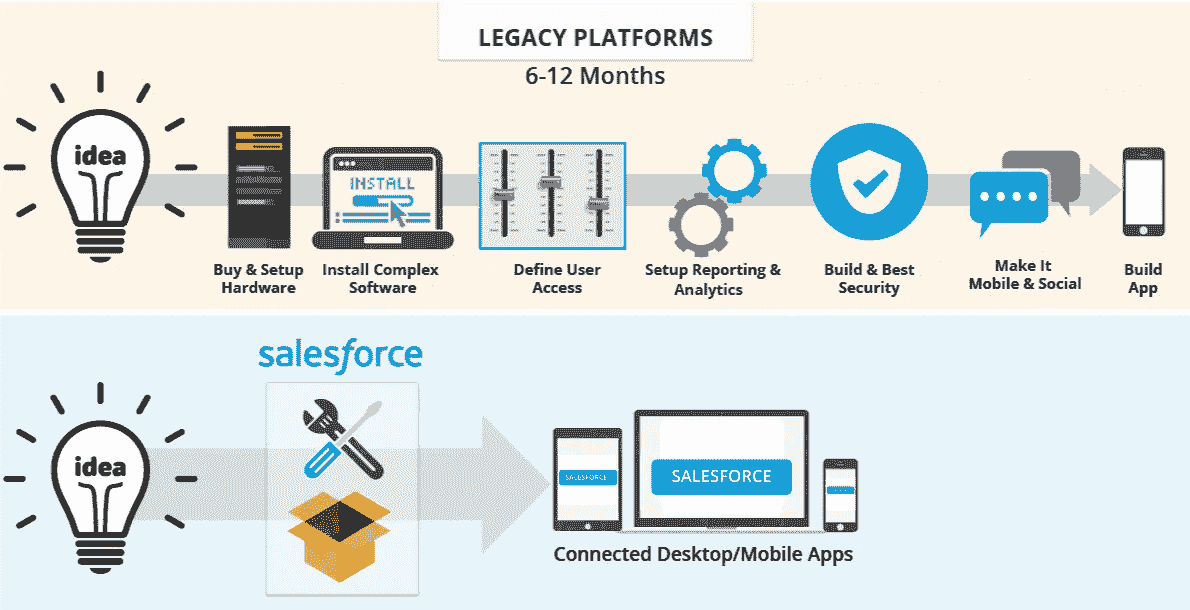 LEGACY PLATFORMS
6-12 Months
idea
INSTALL
Buy & Setup
Hardware
Install Complex
Software
Define User
Access
Setup Reporting &
Analytics
Build & Best
Security
Make It
Mobile & Social
Build
App
salesforce
idea
SALESFORCE
SALESFORCE
Connected Desktop/Mobile Apps